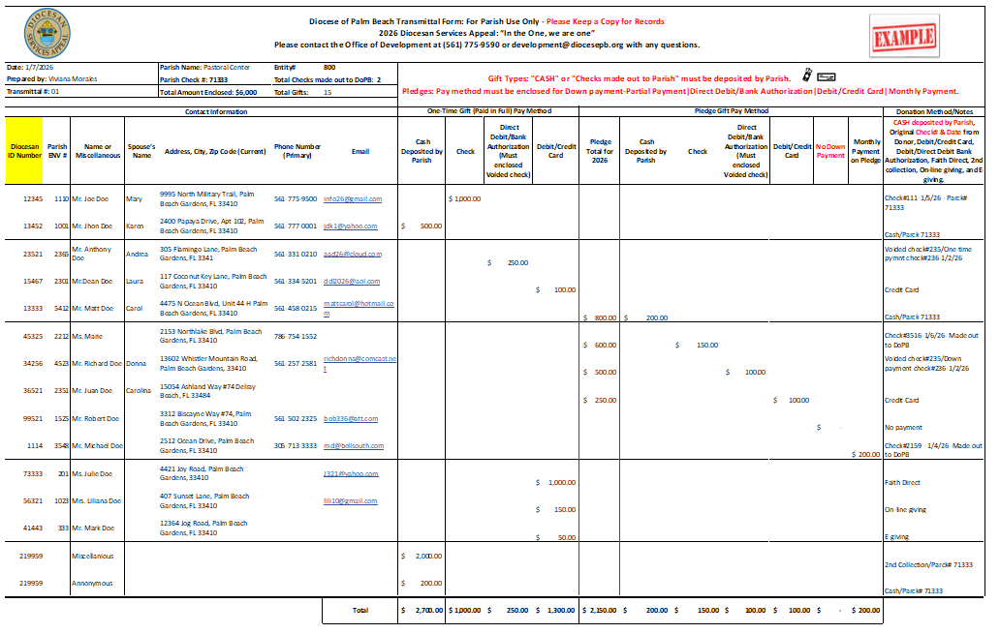 DIOCESAN
SERVICES APPEAL
Diocese of Palm Beach Transmittal Form: For Parish Use Only - Please Keep a Copy for Records
2026 Diocesan Services Appeal: "In the One, we are one"
Please contact the Office of Development at (561) 775-9590 or development@diocesepb.org with any questions.
EXAMPLE
Date: 1/7/2026 Parish Name: Pastoral Center Entity# 800
Prepared by: Viviana Morales Parish Check #: 71333 Total Checks made out to DoPB: 2
Transmittal #: 01 Total Amount Enclosed: $6,000 Total Gifts: 15
Gift Types: "CASH" or "Checks made out to Parish" must be deposited by Parish.
Pledges: Pay method must be enclosed for Down payment-Partial Payment|Direct Debit/Bank Authorization|Debit/Credit Card|Monthly Payment.
Contact Information One-Time Gift (Paid in Full) Pay Method Pledge Gift Pay Method Donation Method/Notes
Diocesan ID Number
Parish ENV #
Name or Miscellaneous
Spouse's Name
Address, City, Zip Code (Current)
Phone Number (Primary)
Email
Cash Deposited by Parish
Check
Direct Debit/Bank Authorization (Must enclosed Voided check)
Debit/Credit Card
Pledge Total for 2026
Cash Deposited by Parish
Check
Direct Debit/Bank Authorization (Must enclosed Voided check)
Debit/Credit Card
No Down Payment
Monthly Payment on Pledge
CASH deposited by Parish, Original Check# & Date from Donor, Debit/Credit Card, Debit/Direct Debit Bank Authorization, Faith Direct, 2nd collection, On-line giving, and E-giving.
12345 1110 Mr. Joe Doe Mary 9995 North Military Trail, Palm Beach Gardens, FL 33410 561-775-9500 info26@gmail.com $ 1,000.00 Check#111-1/5/26 - Parck# 71333
13452 1001 Mr. Jhon Doe Karen 2400 Papaya Drive, Apt 102, Palm Beach Gardens, FL 33410 561-777-0001 jdk1@yahoo.com $ 500.00 Cash/Parck 71333
23521 2365 Mr. Anthony Doe Andrea 305 Flamingo Lane, Palm Beach Gardens, FL 3341 561-331-0210 aad26@cloud.com $ 250.00 Voided check#235/One-time pymnt check#236-1/2/26
15467 2301 Mr.Dean Doe Laura 117 Coconut Key Lane, Palm Beach Gardens, FL 33410 561-334-5201 ddl2026@aol.com $ 100.00 Credit Card
13333 5412 Mr. Matt Doe Carol 4475 N Ocean Blvd, Unit 44 H Palm Beach Gardens, FL 33410 561-458-0215 mattcarol@hotmail.com $ 800.00 $ 200.00 Cash/Parck 71333
45325 2212 Ms. Marie 2153 Northlake Blvd, Palm Beach Gardens, FL 33410 786-754-1552 $ 600.00 $ 150.00 Check#3516-1/6/26- Made out to DoPB
34256 4523 Mr. Richard Doe Donna 13602 Whistler Mountain Road, Palm Beach Gardens, 33410 561-257-2581 richdonna@comcast.net $ 500.00 $ 100.00 Voided check#235/Down payment check#236-1/2/26
36521 2351 Mr. Juan Doe Carolina 15054 Ashland Way #74 Delray Beach, FL 33484 $ 250.00 $ 100.00 Credit Card
99521 1525 Mr. Robert Doe 3312 Biscayne Way #74, Palm Beach Gardens, FL 33410 561-502-2325 bob336@att.com $ - No payment
1114 3548 Mr. Michael Doe 2512 Ocean Drive, Palm Beach Gardens, FL 33410 305-713-3333 md@bellsouth.com $ 200.00 Check#2159 - 1/4/26 -Made out to DoPB
73333 201 Ms. Julie Doe 4421 Joy Road, Palm Beach Gardens,33410 J321@yahoo.com $ 1,000.00 Faith Direct
56321 1023 Mrs. Liliana Doe 407 Sunset Lane, Palm Beach Gardens, FL 33410 lili10@gmail.com $ 150.00 On-line giving
41443 333 Mr. Mark Doe 12364 Jog Road, Palm Beach Gardens, FL 33410 $ 50.00 E-giving
219959 Miscellanious $ 2,000.00 2nd Collection/Parck# 71333
219959 Annonymous $ 200.00 Cash/Parck# 71333
Total $ 2,700.00 $ 1,000.00 $ 250.00 $ 1,300.00 $ 2,150.00 $ 200.00 $ 150.00 $ 100.00 $ 100.00 $ - $ 200.00